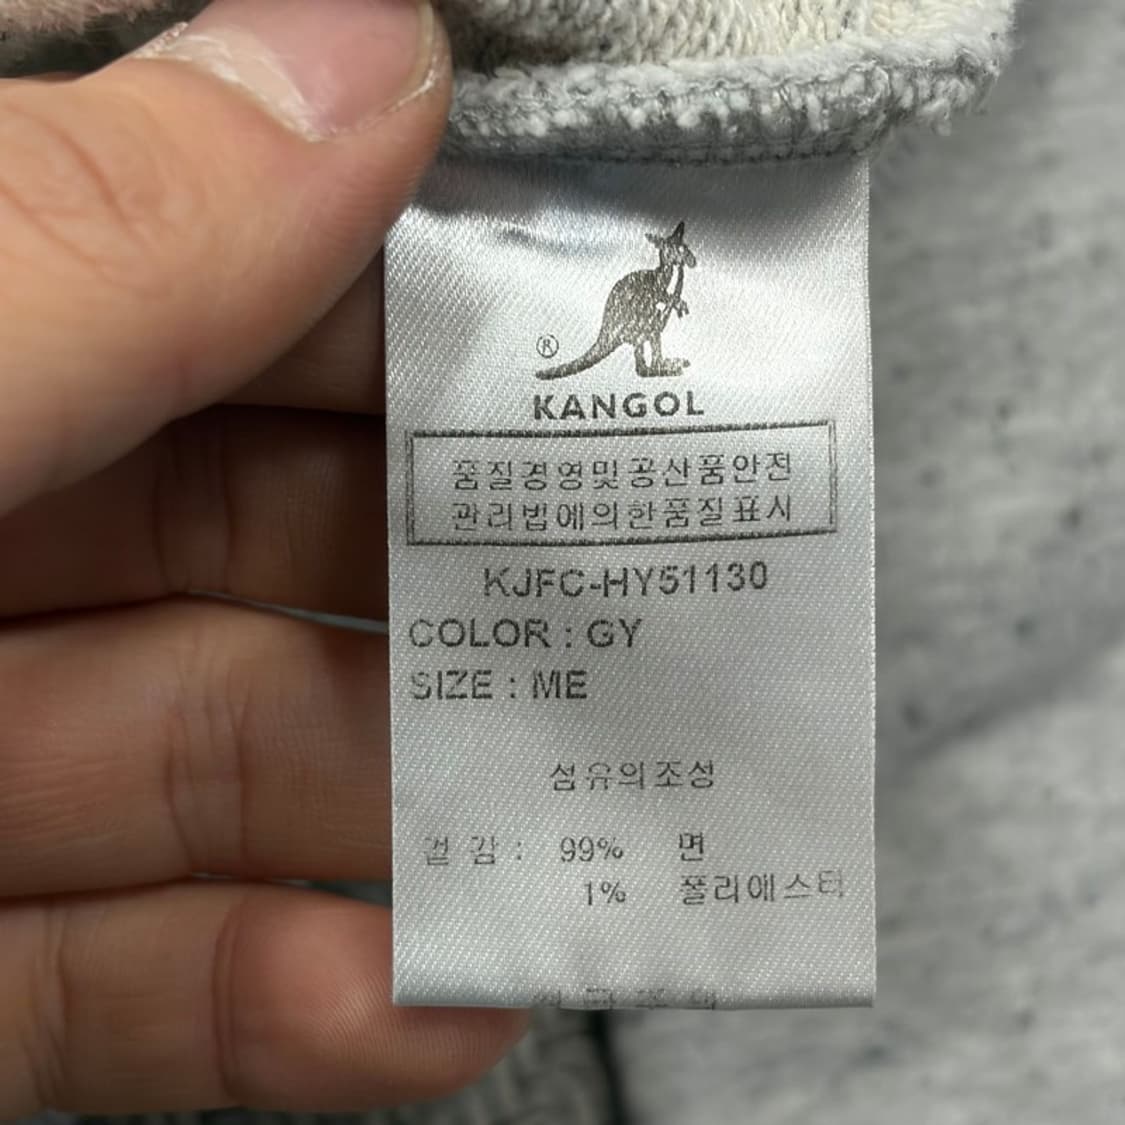 ®
KANGOL
품질경영및공산품안전
관리법에의한품질표시
KJFC-HY51130
COLOR : GY
SIZE : ME
섬유의조성
겉 감 : 99% 면
1% 폴리에스터